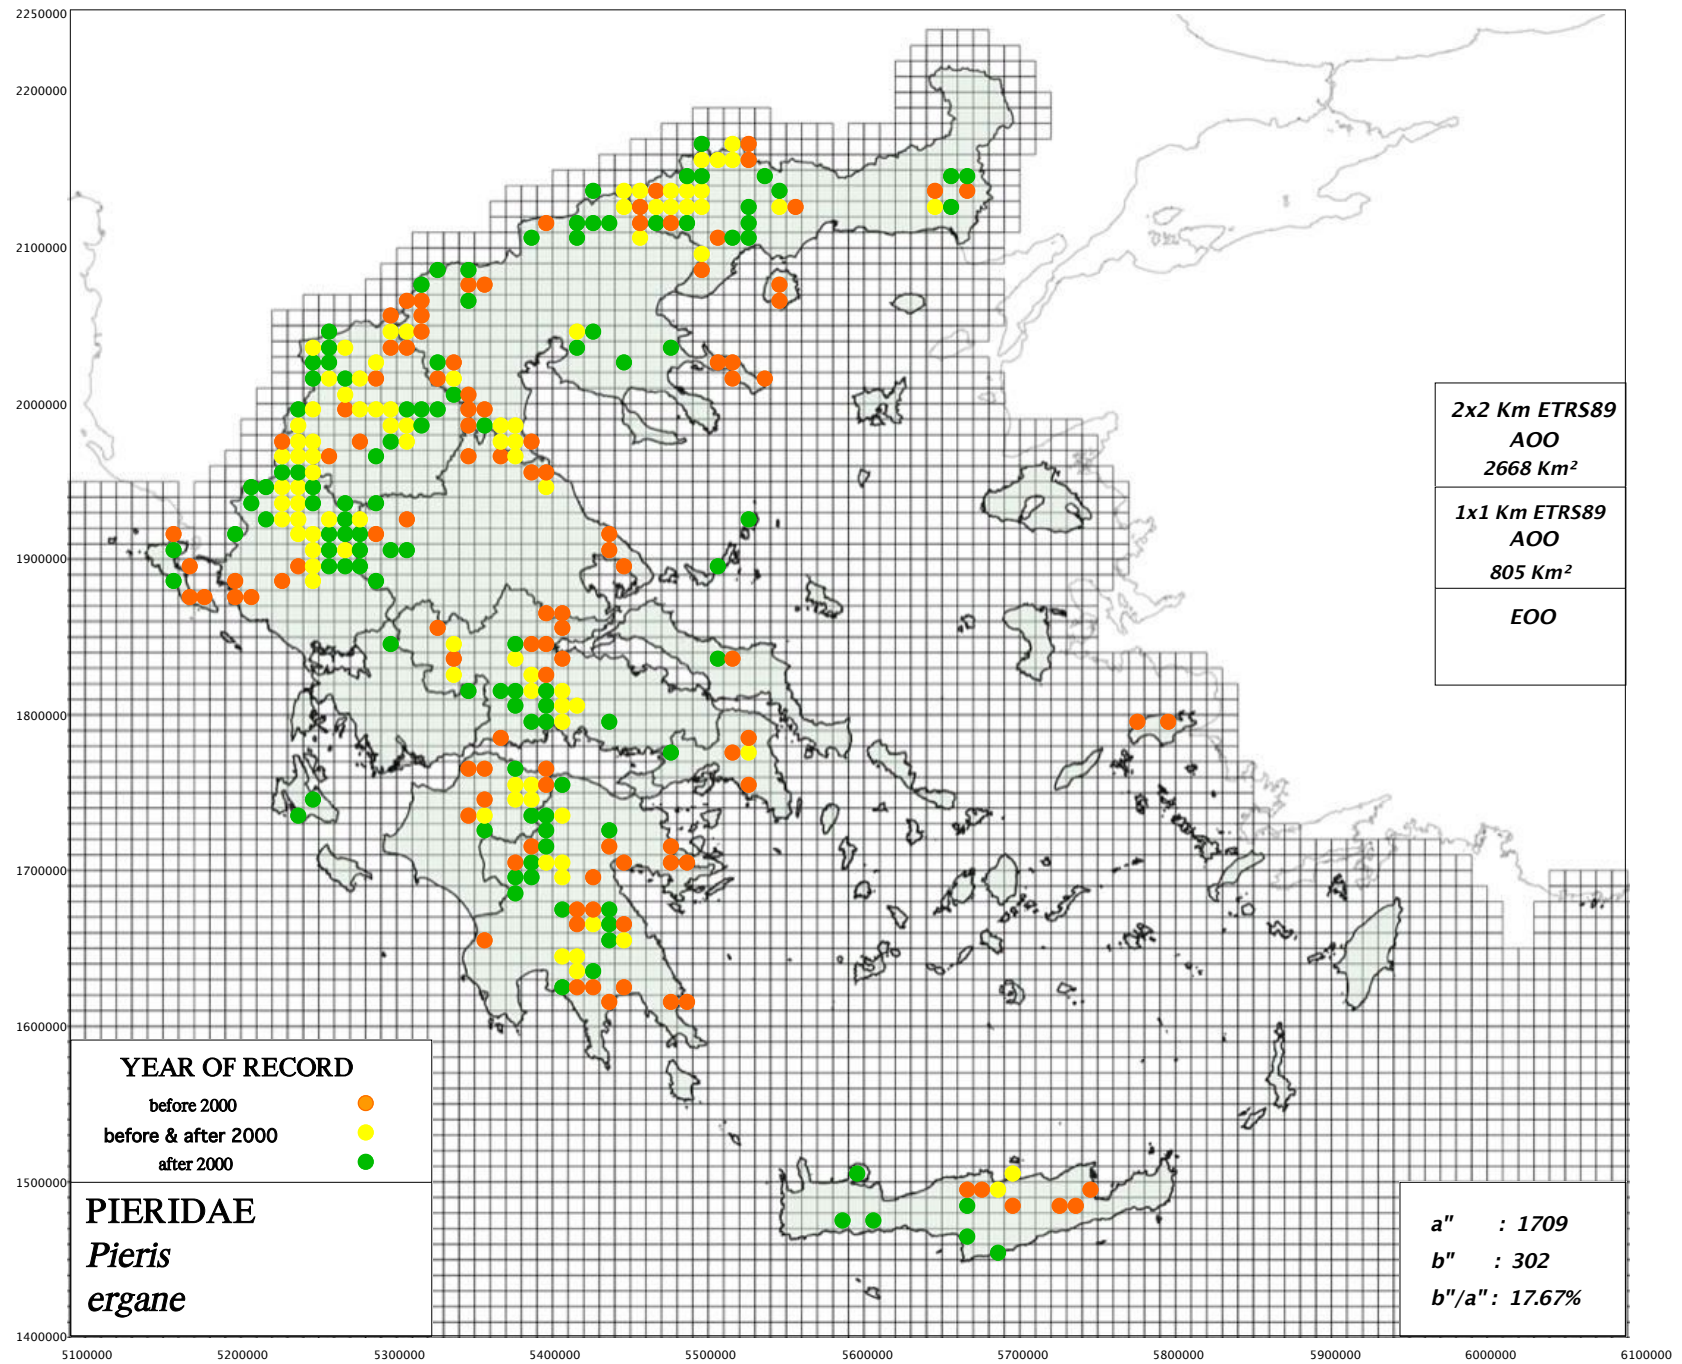 2250000
2200000
2100000
2000000
1900000
1800000
1700000
1600000
1500000
1400000
2x2 Km ETRS89
AOO
2668 Km²
1x1 Km ETRS89
AOO
805 Km²
EOO
YEAR OF RECORD
before 2000
before & after 2000
after 2000
PIERIDAE
Pieris
ergane
a" : 1709
b" : 302
b"/a" : 17.67%
5100000 5200000 5300000 5400000 5500000 5600000 5700000 5800000 5900000 6000000 6100000